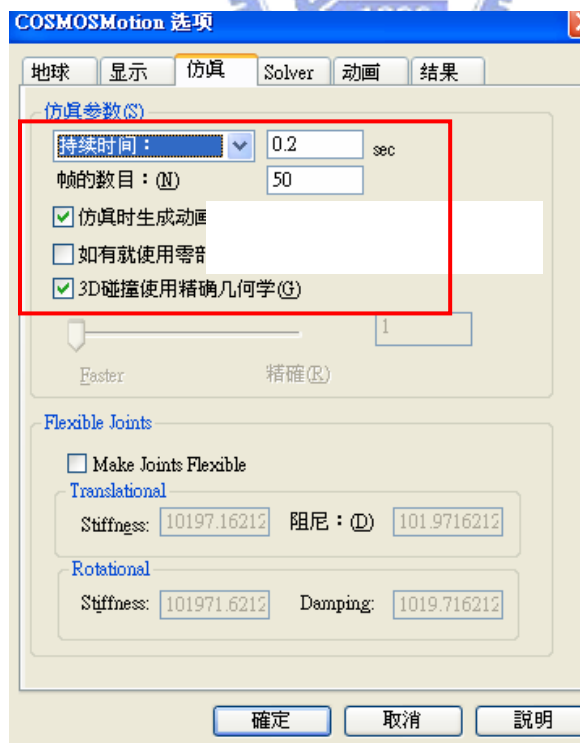 COSMOSMotion 选项
地球 显示 仿真 Solver 动画 结果
仿真参数(S)
持续时间： 0.2 sec
帧的数目：(N) 50
仿真时生成动画
如有就使用零部
3D碰撞使用精确几何学(G)
1
Faster 精確(R)
Flexible Joints
Make Joints Flexible
Translational
Stiffness: 10197.16212 阻尼：(D) 101.9716212
Rotational
Stiffness: 101971.6212 Damping: 1019.716212
確定 取消 說明